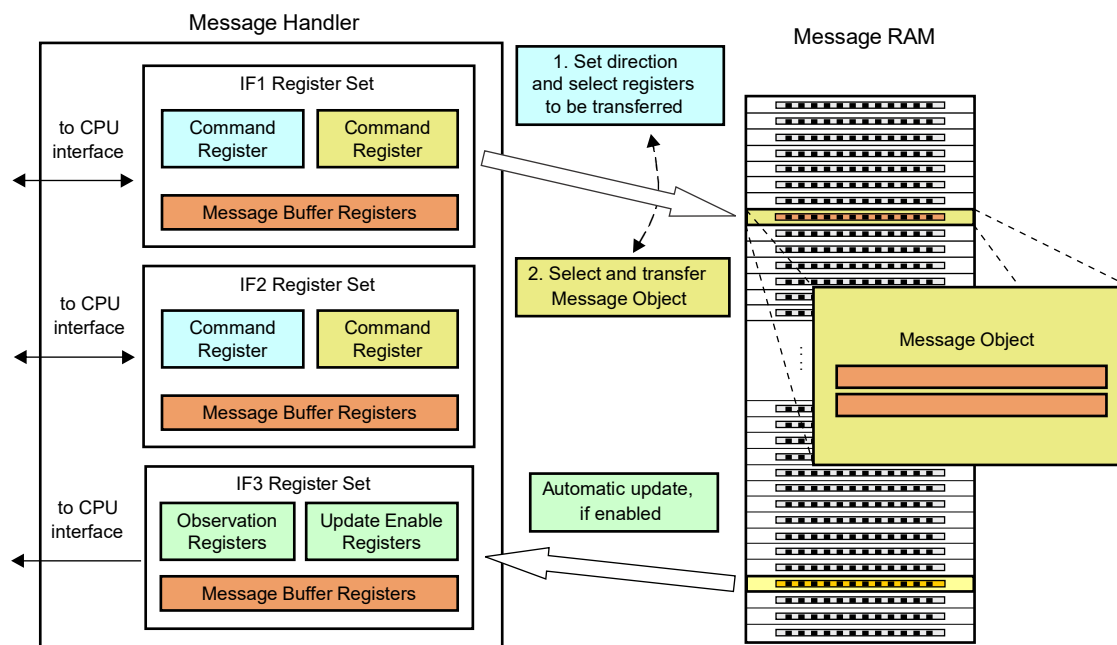 Message Handler
Message RAM
IF1 Register Set
Command
Register
Command
Register
Message Buffer Registers
to CPU
interface
1. Set direction
and select registers
to be transferred
2. Select and transfer
Message Object
IF2 Register Set
Command
Register
Command
Register
Message Buffer Registers
to CPU
interface
Message Object
IF3 Register Set
Observation
Registers
Update Enable
Registers
Message Buffer Registers
to CPU
interface
Automatic update,
if enabled